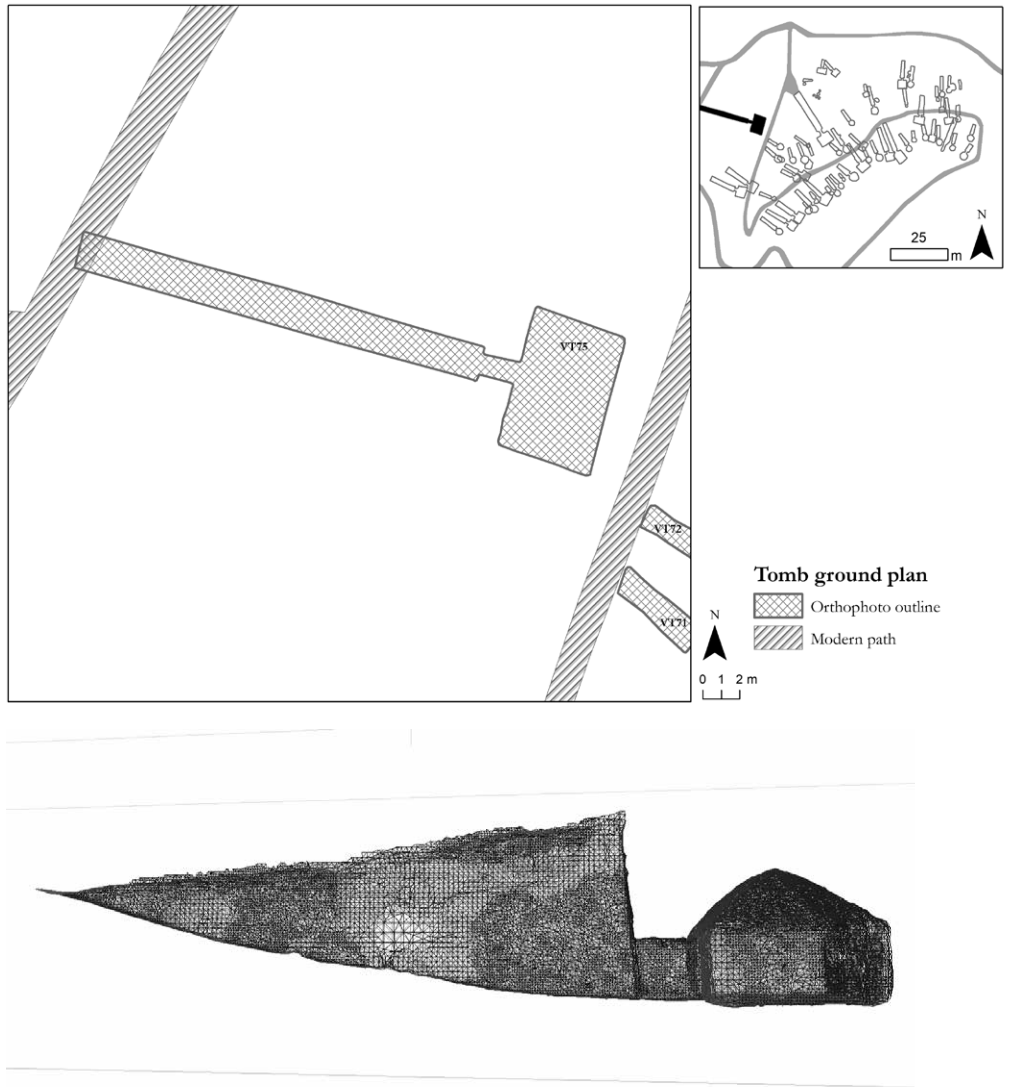 VT75
VT72
VT71
N
25
m
Tomb ground plan
Orthophoto outline
Modern path
N
0 1 2 m